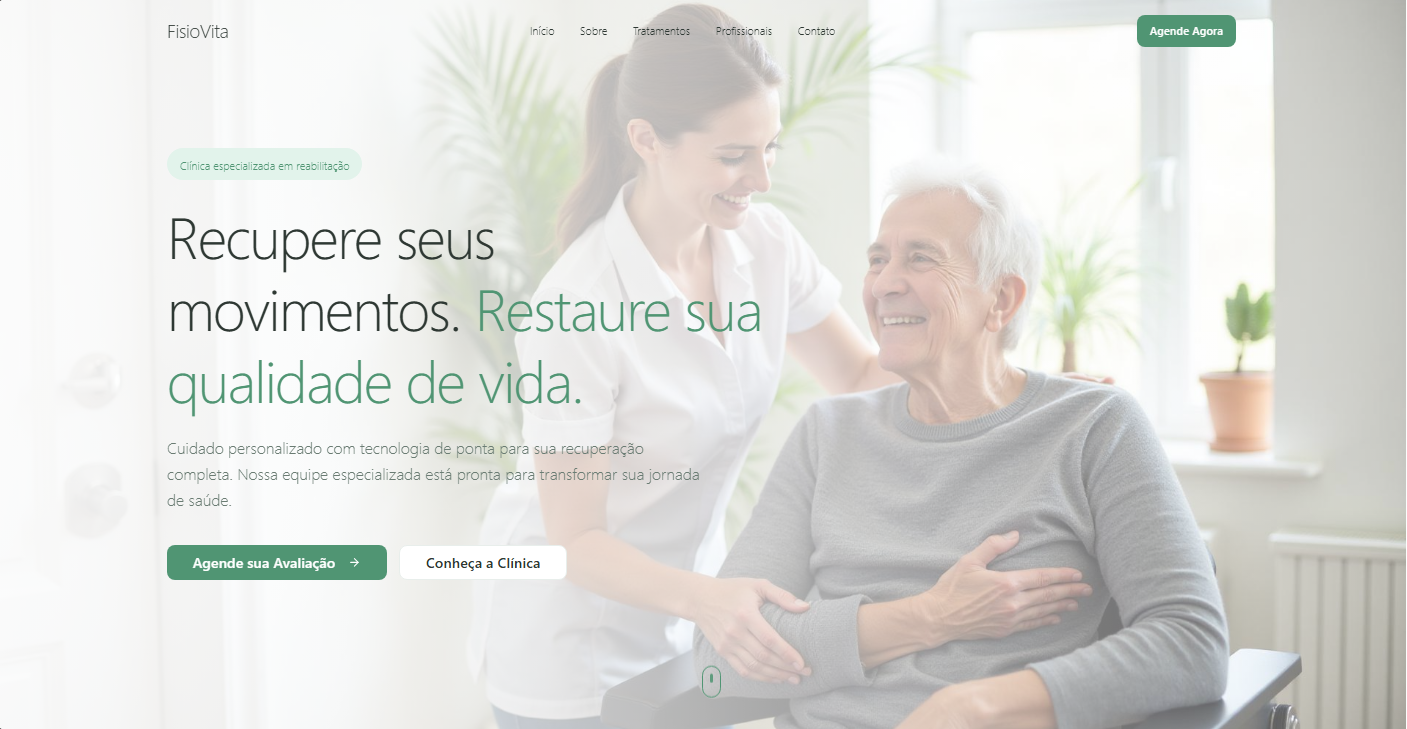 FisioVita
Início
Sobre
Tratamentos
Profissionais
Contato
Agende Agora
Clínica especializada em reabilitação
Recupere seus
movimentos. Restaure sua
qualidade de vida.
Cuidado personalizado com tecnologia de ponta para sua recuperação
completa. Nossa equipe especializada está pronta para transformar sua jornada
de saúde.
Agende sua Avaliação
Conheça a Clínica